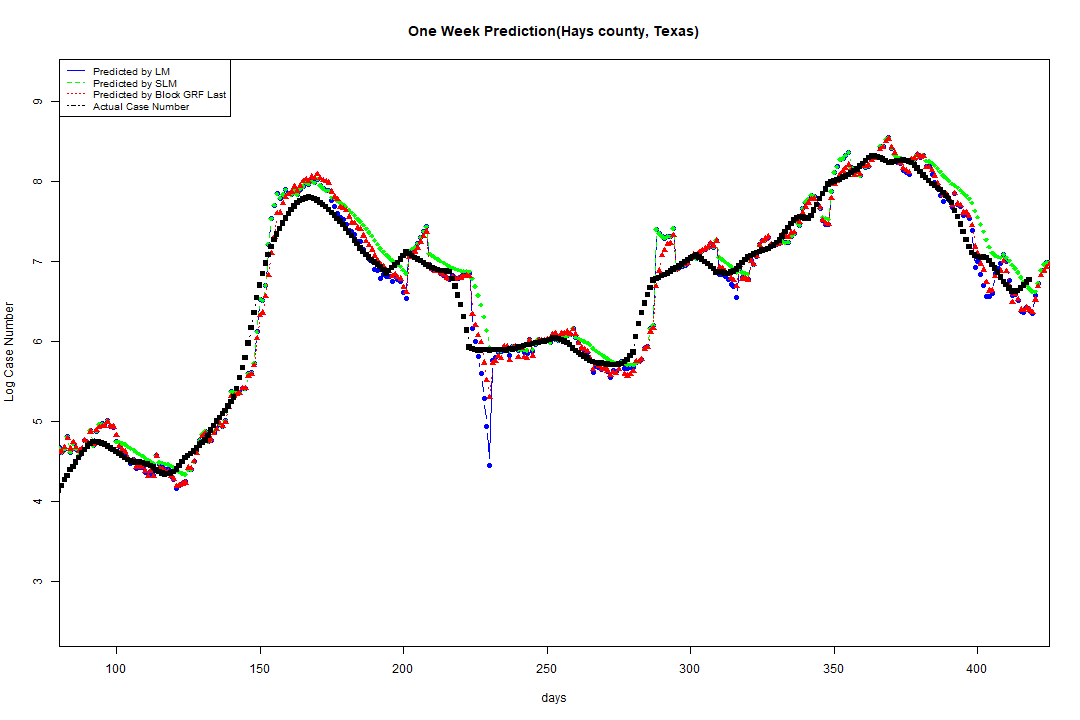 One Week Prediction(Hays county, Texas)
Predicted by LM
Predicted by SLM
Predicted by Block GRF Last
Actual Case Number
9
8
7
6
5
4
3
Log Case Number
100 150 200 250 300 350 400
days